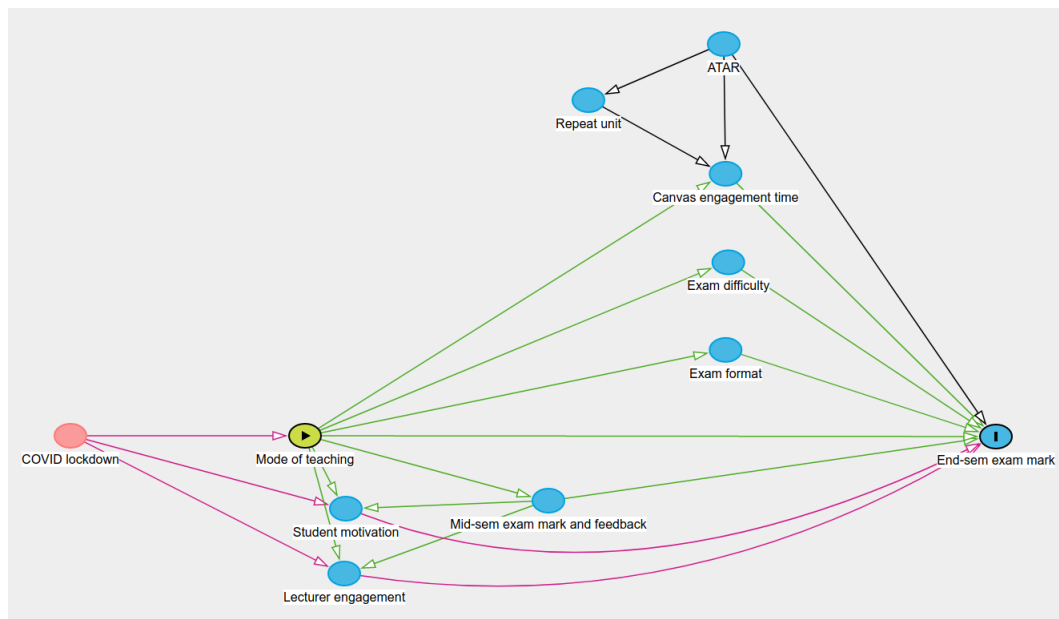 ATAR
Repeat unit
Canvas engagement time
Exam difficulty
Exam format
COVID lockdown
Mode of teaching
End-sem exam mark
Student motivation
Mid-sem exam mark and feedback
Lecturer engagement